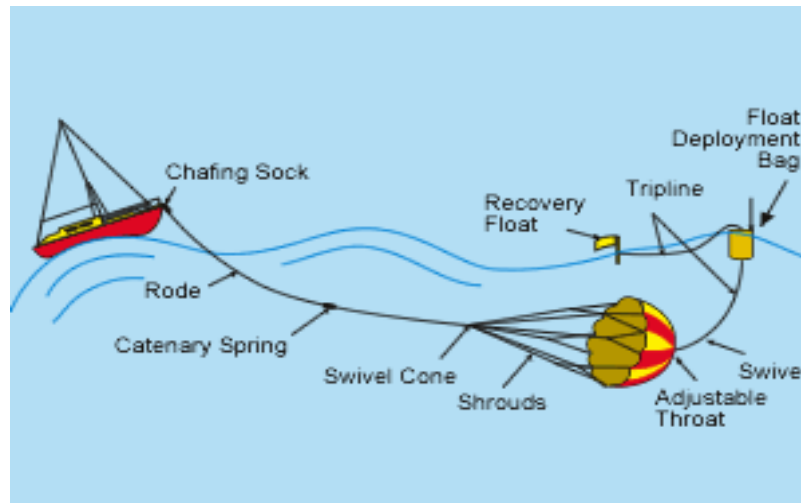 Float
Deployment
Bag
Chafing Sock
Tripline
Recovery
Float
Rode
Catenary Spring
Swivel Cone
Shrouds
Swive
Adjustable
Throat